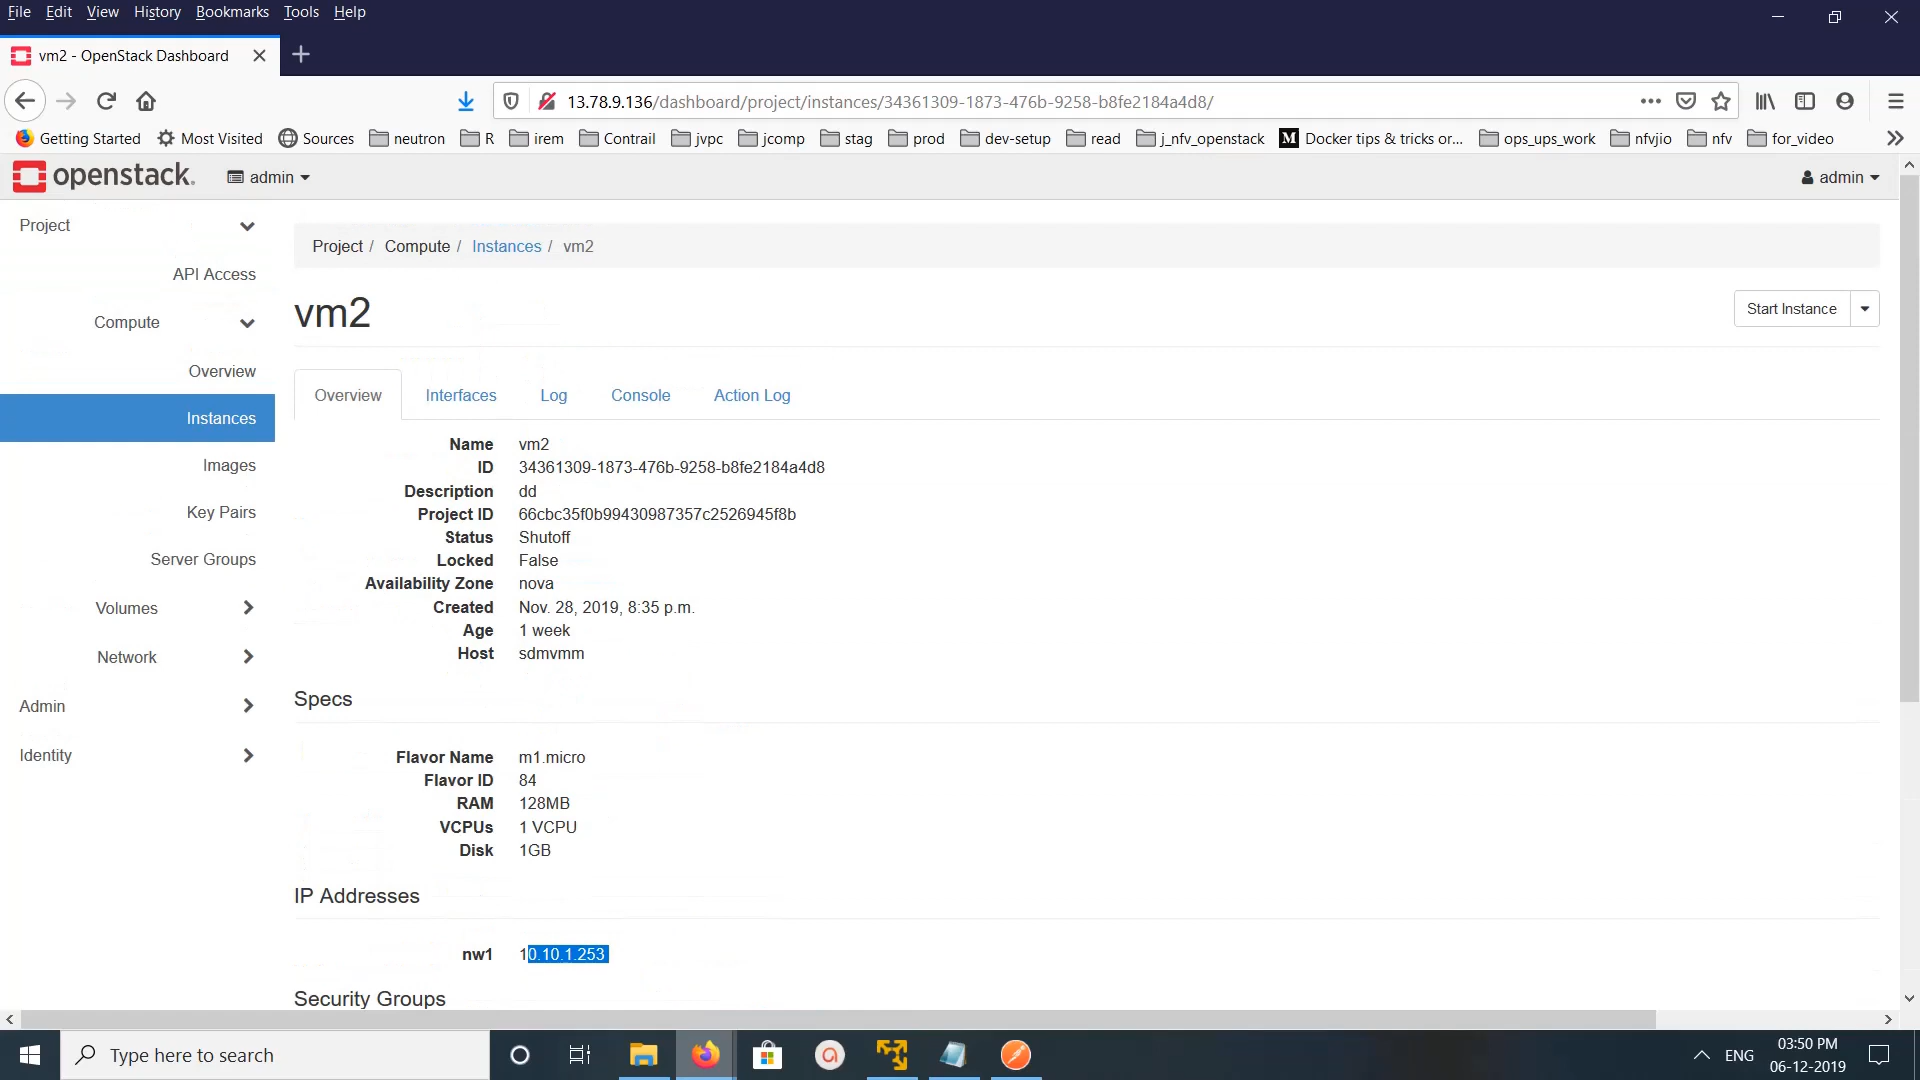 File Edit View History Bookmarks Tools Help
vm2 - OpenStack Dashboard
13.78.9.136/dashboard/project/instances/34361309-1873-476b-9258-b8fe2184a4d8/
Getting Started Most Visited Sources neutron R irem Contrail jvpc jcomp stag prod dev-setup read j_nfv_openstack M Docker tips & tricks or... ops_ups_work nfvjio nfv for_video
openstack. admin admin
Project
API Access
Compute
Overview
Instances
Images
Key Pairs
Server Groups
Volumes
Network
Admin
Identity
Project / Compute / Instances / vm2
vm2
Start Instance
Overview Interfaces Log Console Action Log
Name vm2
ID 34361309-1873-476b-9258-b8fe2184a4d8
Description dd
Project ID 66cbc35f0b99430987357c2526945f8b
Status Shutoff
Locked False
Availability Zone nova
Created Nov. 28, 2019, 8:35 p.m.
Age 1 week
Host sdmvmm
Specs
Flavor Name m1.micro
Flavor ID 84
RAM 128MB
VCPUs 1 VCPU
Disk 1GB
IP Addresses
nw1 10.10.1.253
Security Groups
Type here to search
ENG
03:50 PM
06-12-2019